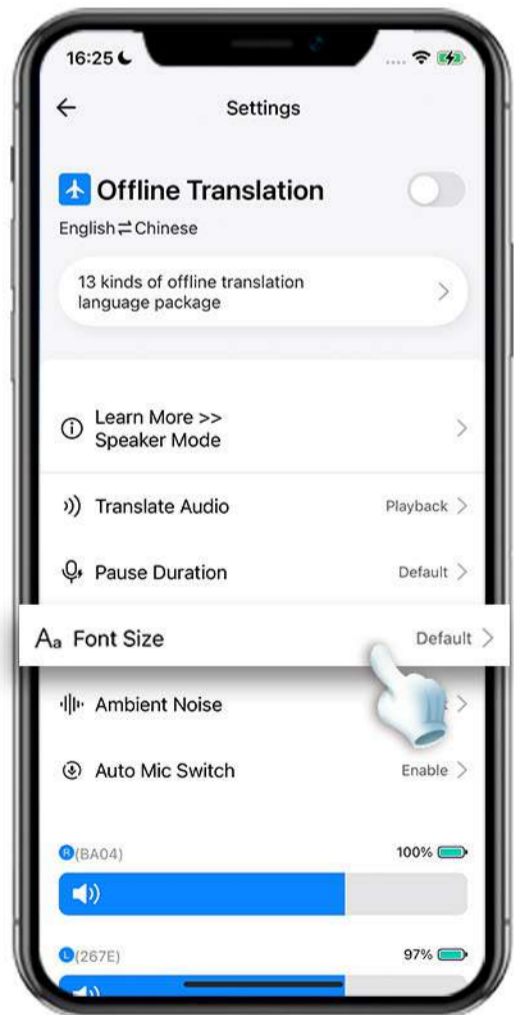 16:25
Settings
Offline Translation
English⇌Chinese
13 kinds of offline translation
language package
Learn More >>
Speaker Mode
Translate Audio Playback
Pause Duration Default
Aa Font Size Default
Ambient Noise
Auto Mic Switch Enable
R(BA04) 100%
L(267E) 97%